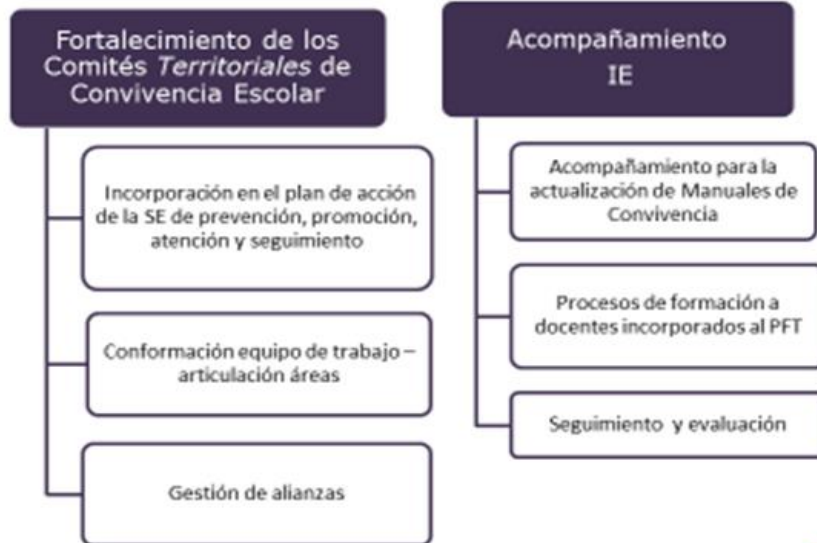 Fortalecimiento de los
Comités Territoriales de
Convivencia Escolar
Incorporación en el plan de acción
de la SE de prevención, promoción,
atención y seguimiento
Conformación equipo de trabajo –
articulación áreas
Gestión de alianzas
Acompañamiento
IE
Acompañamiento para la
actualización de Manuales de
Convivencia
Procesos de formación a
docentes incorporados al PFT
Seguimiento y evaluación